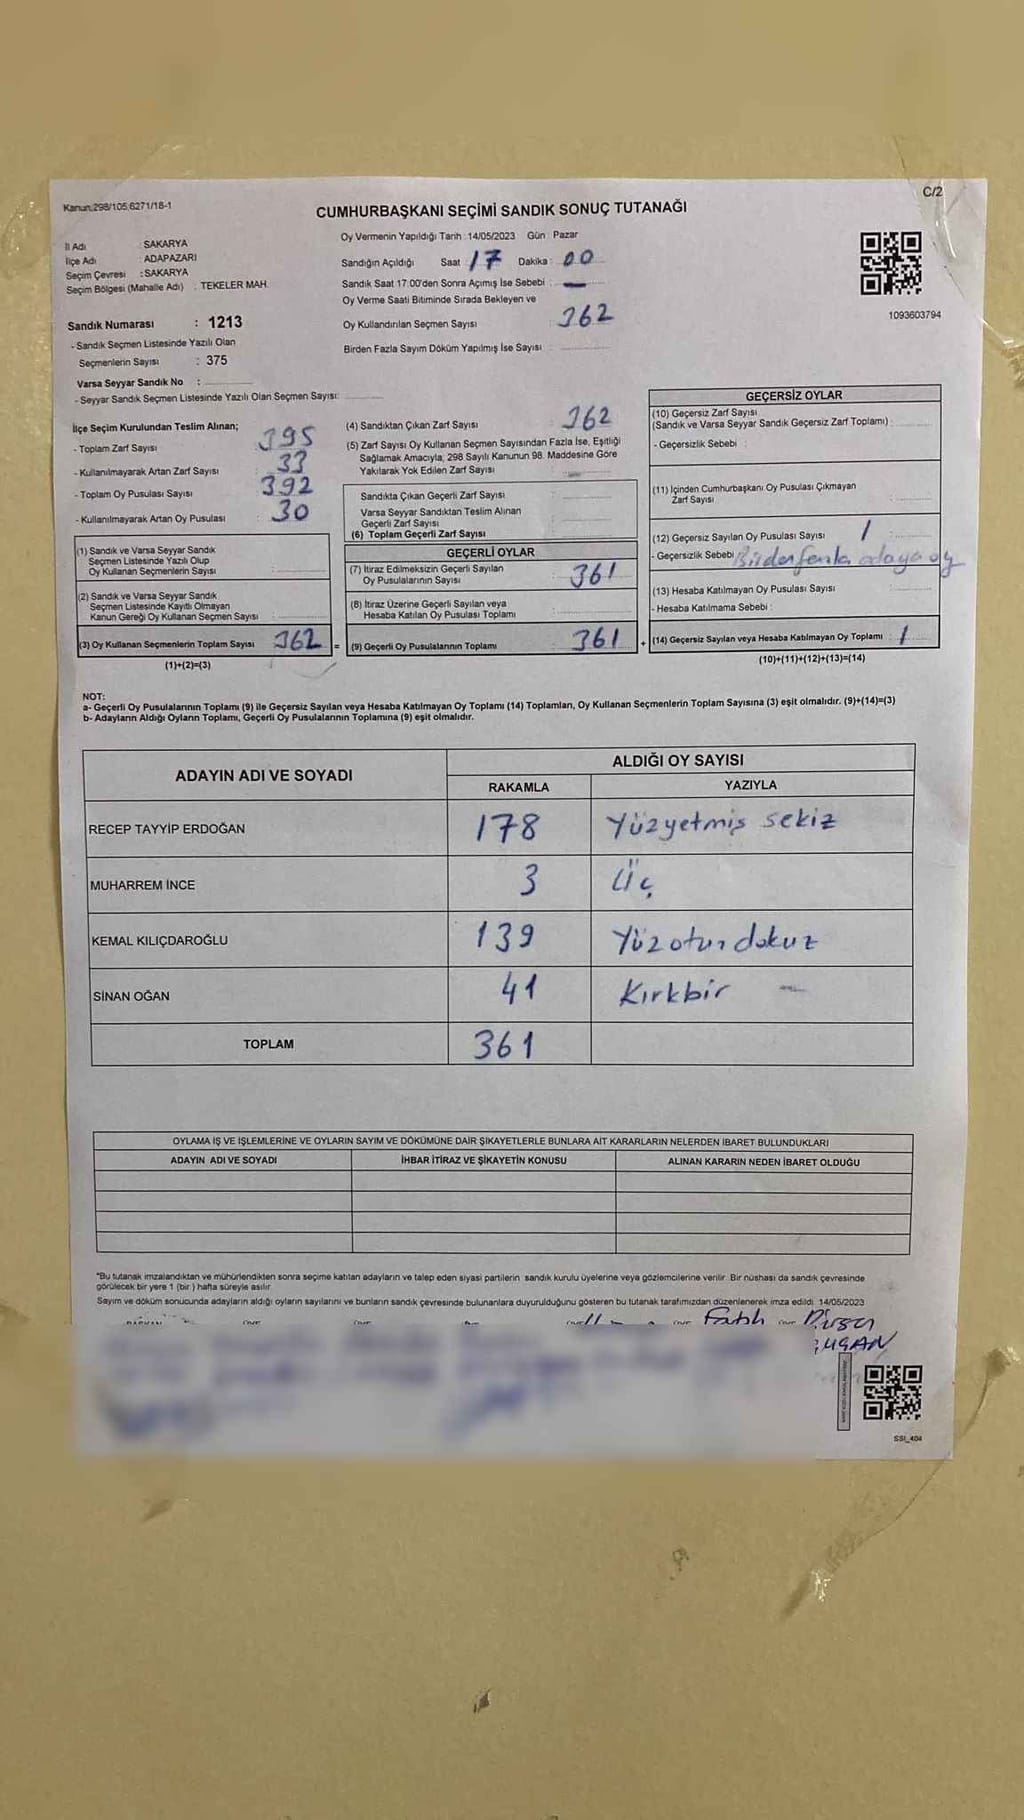 C/2
Kanun:298/105;6271/18-1
CUMHURBAŞKANI SEÇİMİ SANDIK SONUÇ TUTANAĞI
İl Adı : SAKARYA
İlçe Adı : ADAPAZARI
Seçim Çevresi : SAKARYA
Seçim Bölgesi (Mahalle Adı) : TEKELER MAH.
Oy Vermenin Yapıldığı Tarih :14/05/2023 Gün : Pazar
Sandığın Açıldığı Saat 17 Dakika : 00
Sandık Saat 17.00'den Sonra Açımış İse Sebebi : —
Oy Verme Saati Bitiminde Sırada Bekleyen ve
Oy Kullandırılan Seçmen Sayısı : 362
Birden Fazla Sayım Döküm Yapılmış İse Sayısı :
1093603794
Sandık Numarası : 1213
- Sandık Seçmen Listesinde Yazılı Olan
Seçmenlerin Sayısı : 375
Varsa Seyyar Sandık No :
- Seyyar Sandık Seçmen Listesinde Yazılı Olan Seçmen Sayısı:
İlçe Seçim Kurulundan Teslim Alınan;
- Toplam Zarf Sayısı : 395
- Kullanılmayarak Artan Zarf Sayısı : 33
- Toplam Oy Pusulası Sayısı : 392
- Kullanılmayarak Artan Oy Pusulası : 30
(1) Sandık ve Varsa Seyyar Sandık
Seçmen Listesinde Yazılı Olup
Oy Kullanan Seçmenlerin Sayısı :
(2) Sandık ve Varsa Seyyar Sandık
Seçmen Listesinde Kayıtlı Olmayan
Kanun Gereği Oy Kullanan Seçmen Sayısı :
(3) Oy Kullanan Seçmenlerin Toplam Sayısı : 362 =
(1)+(2)=(3)
(4) Sandıktan Çıkan Zarf Sayısı : 362
(5) Zarf Sayısı Oy Kullanan Seçmen Sayısından Fazla İse, Eşitliği
Sağlamak Amacıyla, 298 Sayılı Kanunun 98. Maddesine Göre
Yakılarak Yok Edilen Zarf Sayısı :
Sandıkta Çıkan Geçerli Zarf Sayısı :
Varsa Seyyar Sandıktan Teslim Alınan
Geçerli Zarf Sayısı :
(6) Toplam Geçerli Zarf Sayısı :
GEÇERLİ OYLAR
(7) İtiraz Edilmeksizin Geçerli Sayılan
Oy Pusulalarının Sayısı : 361
(8) İtiraz Üzerine Geçerli Sayılan veya
Hesaba Katılan Oy Pusulası Toplamı :
(9) Geçerli Oy Pusulalarının Toplamı : 361 +
GEÇERSİZ OYLAR
(10) Geçersiz Zarf Sayısı
(Sandık ve Varsa Seyyar Sandık Geçersiz Zarf Toplamı) :
- Geçersizlik Sebebi :
(11) İçinden Cumhurbaşkanı Oy Pusulası Çıkmayan
Zarf Sayısı :
(12) Geçersiz Sayılan Oy Pusulası Sayısı : 1
- Geçersizlik Sebebi Birden fazla adaya oy
(13) Hesaba Katılmayan Oy Pusulası Sayısı :
- Hesaba Katılmama Sebebi :
(14) Geçersiz Sayılan veya Hesaba Katılmayan Oy Toplamı : 1
(10)+(11)+(12)+(13)=(14)
NOT:
a- Geçerli Oy Pusulalarının Toplamı (9) ile Geçersiz Sayılan veya Hesaba Katılmayan Oy Toplamı (14) Toplamları, Oy Kullanan Seçmenlerin Toplam Sayısına (3) eşit olmalıdır. (9)+(14)=(3)
b- Adayların Aldığı Oyların Toplamı, Geçerli Oy Pusulalarının Toplamına (9) eşit olmalıdır.
ADAYIN ADI VE SOYADI
ALDIĞI OY SAYISI
RAKAMLA YAZIYLA
RECEP TAYYİP ERDOĞAN 178 Yüzyetmiş sekiz
MUHARREM İNCE 3 Üç
KEMAL KILIÇDAROĞLU 139 Yüzotuz dokuz
SİNAN OĞAN 41 Kırkbir —
TOPLAM 361
OYLAMA İŞ VE İŞLEMLERİNE VE OYLARIN SAYIM VE DÖKÜMÜNE DAİR ŞİKAYETLERLE BUNLARA AİT KARARLARIN NELERDEN İBARET BULUNDUKLARI
ADAYIN ADI VE SOYADI İHBAR İTİRAZ VE ŞİKAYETİN KONUSU ALINAN KARARIN NEDEN İBARET OLDUĞU
*Bu tutanak imzalandıktan ve mühürlendikten sonra seçime katılan adayların ve talep eden siyasi partilerin sandık kurulu üyelerine veya gözlemcilerine verilir. Bir nüshası da sandık çevresinde
görülecek bir yere 1 (bir ) hafta süreyle asılır.
Sayım ve döküm sonucunda adayların aldığı oyların sayılarını ve bunların sandık çevresinde bulunanlara duyurulduğunu gösteren bu tutanak tarafımızdan düzenlenerek imza edildi. 14/05/2023
Fatih
SSI_404